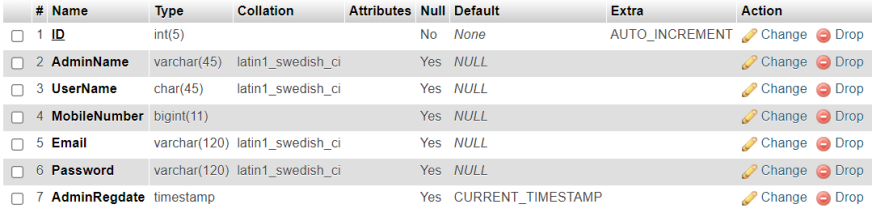 # Name Type Collation Attributes Null Default Extra Action
1 ID int(5) No None AUTO_INCREMENT Change Drop
2 AdminName varchar(45) latin1_swedish_ci Yes NULL Change Drop
3 UserName char(45) latin1_swedish_ci Yes NULL Change Drop
4 MobileNumber bigint(11) Yes NULL Change Drop
5 Email varchar(120) latin1_swedish_ci Yes NULL Change Drop
6 Password varchar(120) latin1_swedish_ci Yes NULL Change Drop
7 AdminRegdate timestamp Yes CURRENT_TIMESTAMP Change Drop